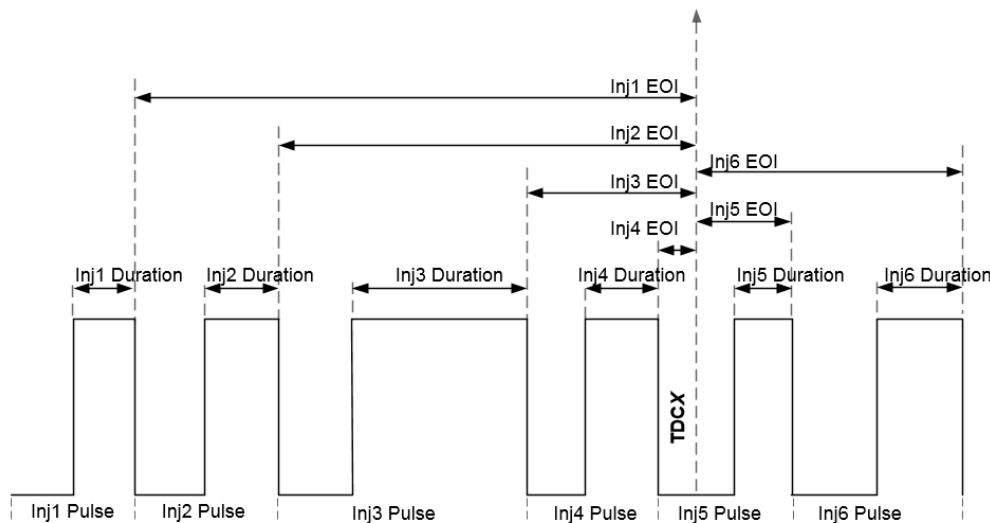 Inj1 EOI
Inj2 EOI
Inj6 EOI
Inj3 EOI
Inj5 EOI
Inj4 EOI
Inj1 Duration
Inj2 Duration
Inj3 Duration
Inj4 Duration
Inj5 Duration
Inj6 Duration
TDCX
Inj1 Pulse
Inj2 Pulse
Inj3 Pulse
Inj4 Pulse
Inj5 Pulse
Inj6 Pulse